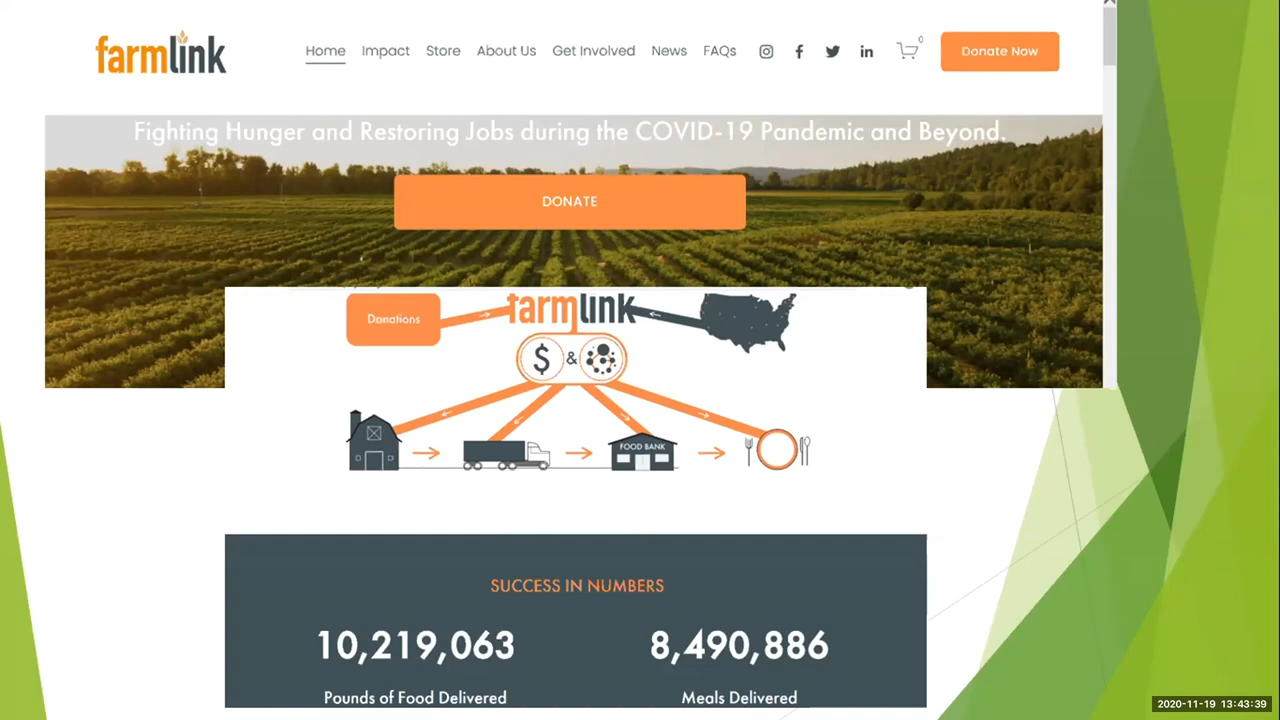 farmlink
Home Impact Store About Us Get Involved News FAQs 0 Donate Now
Fighting Hunger and Restoring Jobs during the COVID-19 Pandemic and Beyond.
DONATE
Donations farmlink
$ &
FOOD BANK
SUCCESS IN NUMBERS
10,219,063 8,490,886
Pounds of Food Delivered Meals Delivered
2020-11-19 13:43:39